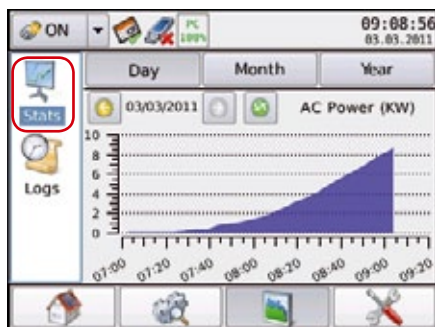 ON
PC
100%
09:08:56
03.03.2011
Stats
Logs
Day Month Year
03/03/2011 AC Power (KW)
10
8
6
4
2
0
07:00 07:20 07:40 08:00 08:20 08:40 09:00 09:20